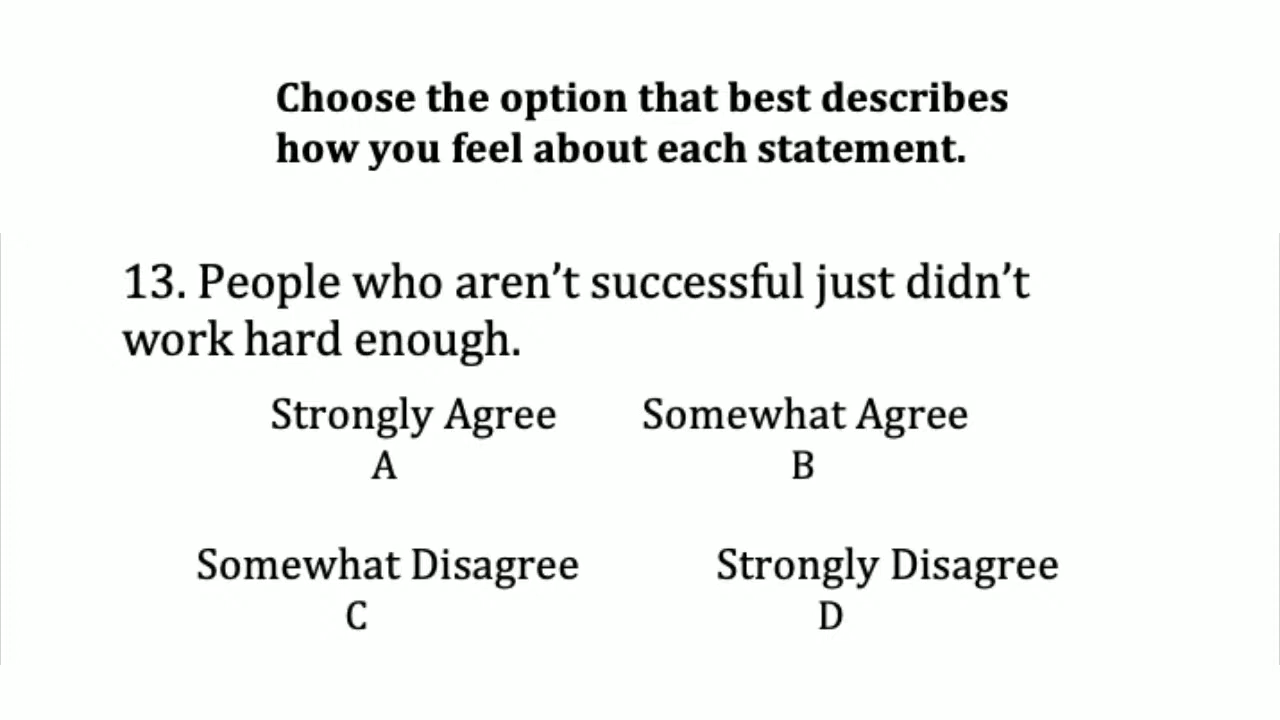 Choose the option that best describes
how you feel about each statement.
13. People who aren’t successful just didn’t
work hard enough.
Strongly Agree Somewhat Agree
A B
Somewhat Disagree Strongly Disagree
C D